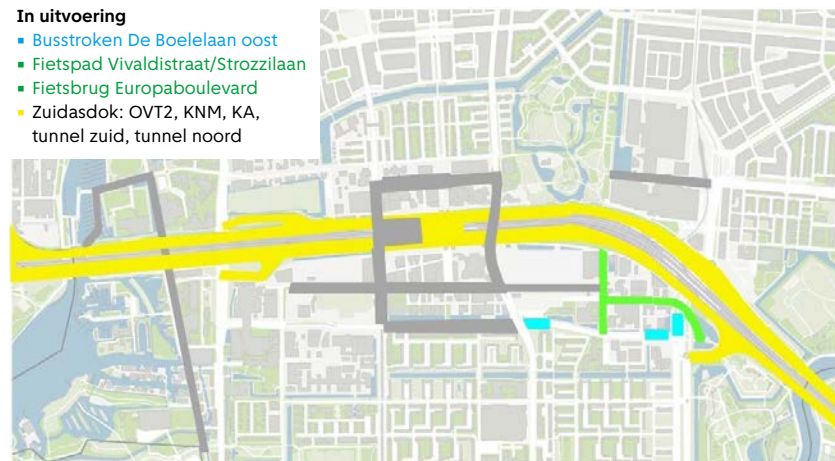 In uitvoering
▪ Busstroken De Boelelaan oost
▪ Fietspad Vivaldistraat/Strozzilaan
▪ Fietsbrug Europaboulevard
▪ Zuidasdok: OVT2, KNM, KA,
tunnel zuid, tunnel noord